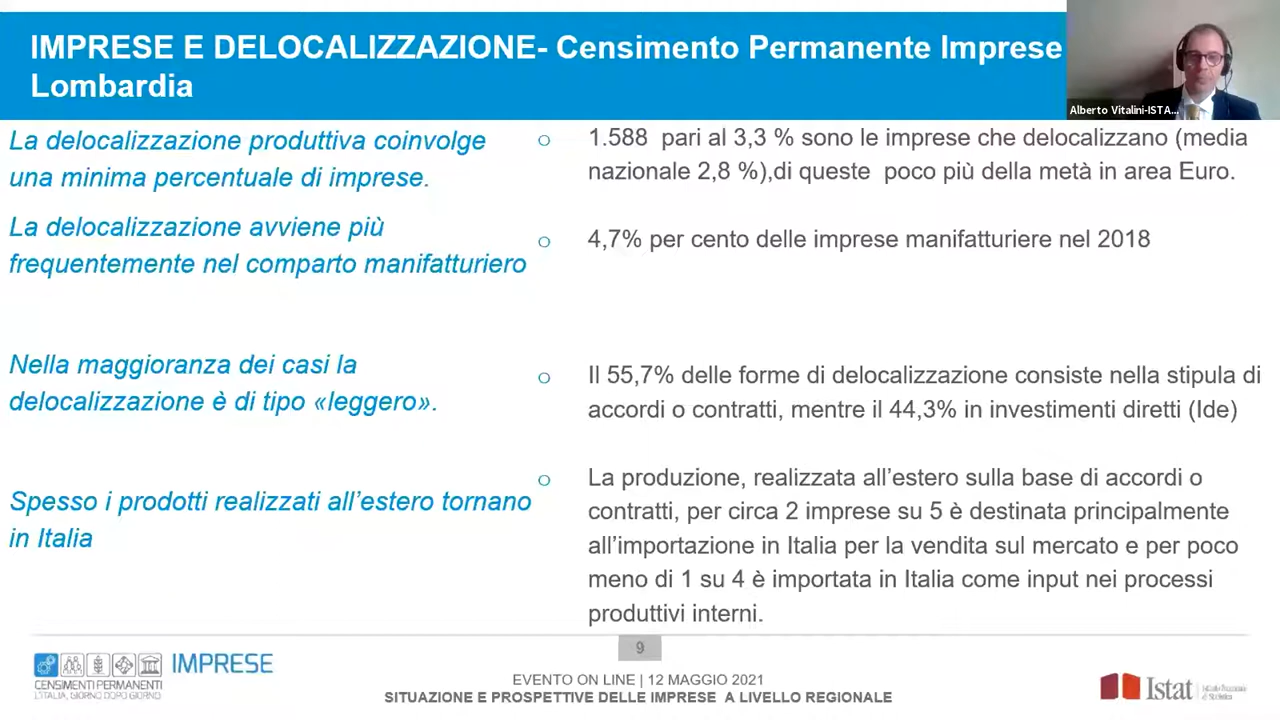 IMPRESE E DELOCALIZZAZIONE- Censimento Permanente Imprese
Lombardia
Alberto Vitalini-ISTA...
La delocalizzazione produttiva coinvolge
una minima percentuale di imprese.
1.588 pari al 3,3 % sono le imprese che delocalizzano (media
nazionale 2,8 %),di queste poco più della metà in area Euro.
La delocalizzazione avviene più
frequentemente nel comparto manifatturiero
4,7% per cento delle imprese manifatturiere nel 2018
Nella maggioranza dei casi la
delocalizzazione è di tipo «leggero».
Il 55,7% delle forme di delocalizzazione consiste nella stipula di
accordi o contratti, mentre il 44,3% in investimenti diretti (Ide)
Spesso i prodotti realizzati all’estero tornano
in Italia
La produzione, realizzata all’estero sulla base di accordi o
contratti, per circa 2 imprese su 5 è destinata principalmente
all’importazione in Italia per la vendita sul mercato e per poco
meno di 1 su 4 è importata in Italia come input nei processi
produttivi interni.
9
IMPRESE
CENSIMENTI PERMANENTI
L'ITALIA, GIORNO DOPO GIORNO
EVENTO ON LINE | 12 MAGGIO 2021
SITUAZIONE E PROSPETTIVE DELLE IMPRESE A LIVELLO REGIONALE
Istat